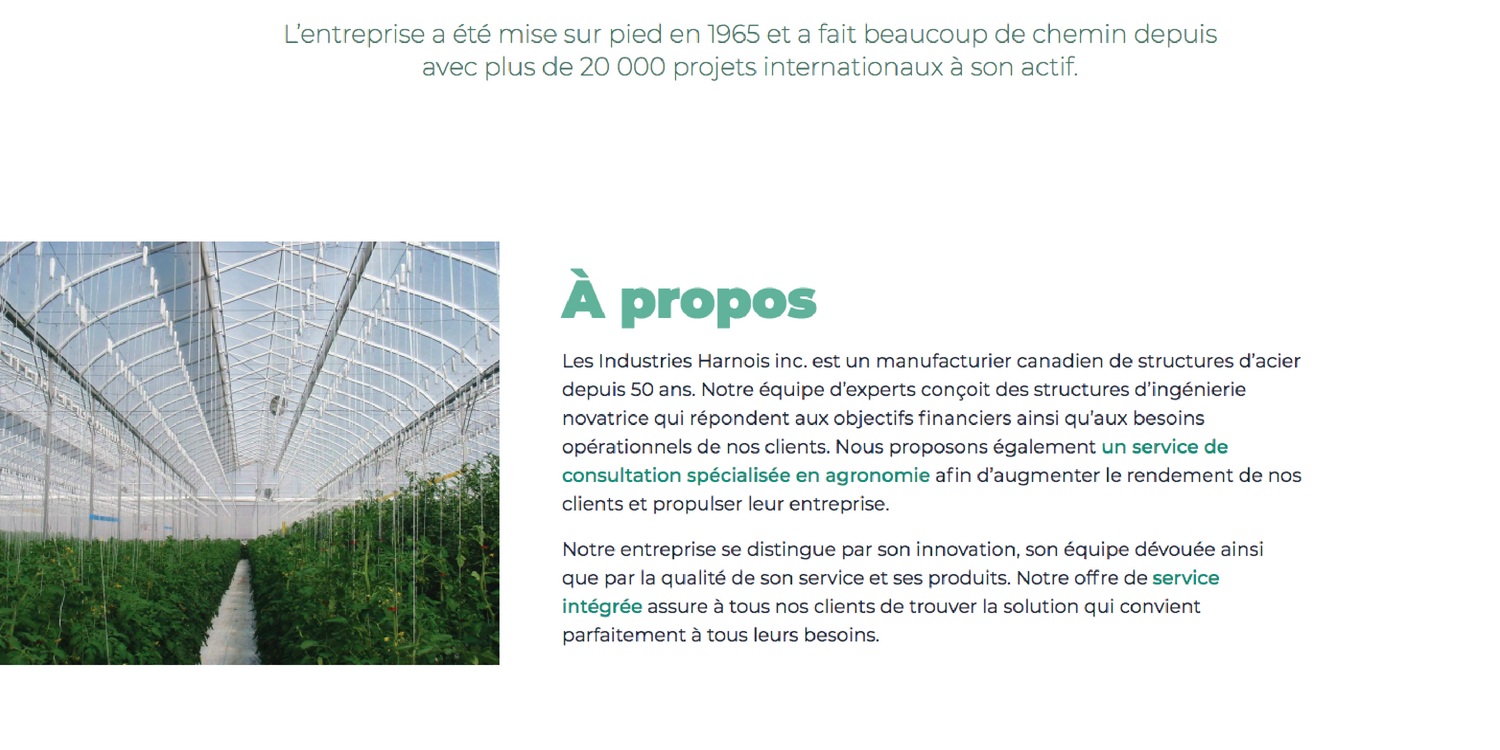 L’entreprise a été mise sur pied en 1965 et a fait beaucoup de chemin depuis
avec plus de 20 000 projets internationaux à son actif.
À propos
Les Industries Harnois inc. est un manufacturier canadien de structures d’acier
depuis 50 ans. Notre équipe d’experts conçoit des structures d’ingénierie
novatrice qui répondent aux objectifs financiers ainsi qu’aux besoins
opérationnels de nos clients. Nous proposons également un service de
consultation spécialisée en agronomie afin d’augmenter le rendement de nos
clients et propulser leur entreprise.
Notre entreprise se distingue par son innovation, son équipe dévouée ainsi
que par la qualité de son service et ses produits. Notre offre de service
intégrée assure à tous nos clients de trouver la solution qui convient
parfaitement à tous leurs besoins.